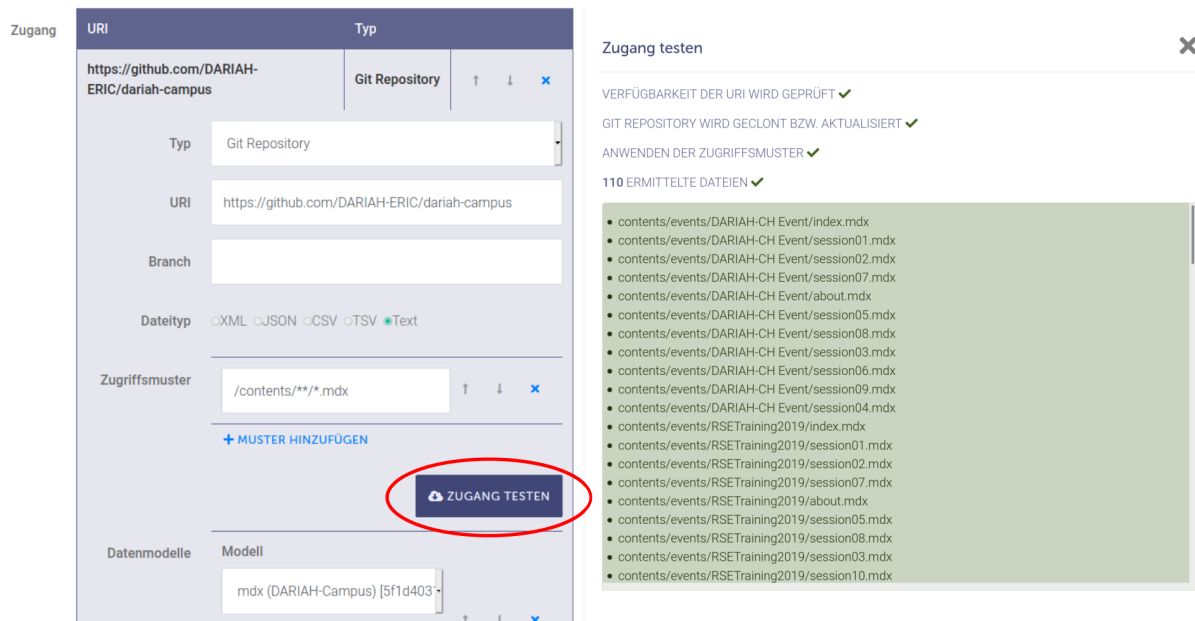 Zugang
URI Typ
https://github.com/DARIAH-
ERIC/dariah-campus
Git Repository ↑ ↓ ×
Typ Git Repository
URI https://github.com/DARIAH-ERIC/dariah-campus
Branch
Dateityp XML JSON CSV TSV Text
Zugriffsmuster /contents/**/*.mdx ↑ ↓ ×
+ MUSTER HINZUFÜGEN
ZUGANG TESTEN
Datenmodelle Modell
mdx (DARIAH-Campus) [5f1d403
Zugang testen
VERFÜGBARKEIT DER URI WIRD GEPRÜFT ✔
GIT REPOSITORY WIRD GECLONT BZW. AKTUALISIERT ✔
ANWENDEN DER ZUGRIFFSMUSTER ✔
110 ERMITTELTE DATEIEN ✔
• contents/events/DARIAH-CH Event/index.mdx
• contents/events/DARIAH-CH Event/session01.mdx
• contents/events/DARIAH-CH Event/session02.mdx
• contents/events/DARIAH-CH Event/session07.mdx
• contents/events/DARIAH-CH Event/about.mdx
• contents/events/DARIAH-CH Event/session05.mdx
• contents/events/DARIAH-CH Event/session08.mdx
• contents/events/DARIAH-CH Event/session03.mdx
• contents/events/DARIAH-CH Event/session06.mdx
• contents/events/DARIAH-CH Event/session09.mdx
• contents/events/DARIAH-CH Event/session04.mdx
• contents/events/RSETraining2019/index.mdx
• contents/events/RSETraining2019/session01.mdx
• contents/events/RSETraining2019/session02.mdx
• contents/events/RSETraining2019/session07.mdx
• contents/events/RSETraining2019/about.mdx
• contents/events/RSETraining2019/session05.mdx
• contents/events/RSETraining2019/session08.mdx
• contents/events/RSETraining2019/session03.mdx
• contents/events/RSETraining2019/session10.mdx